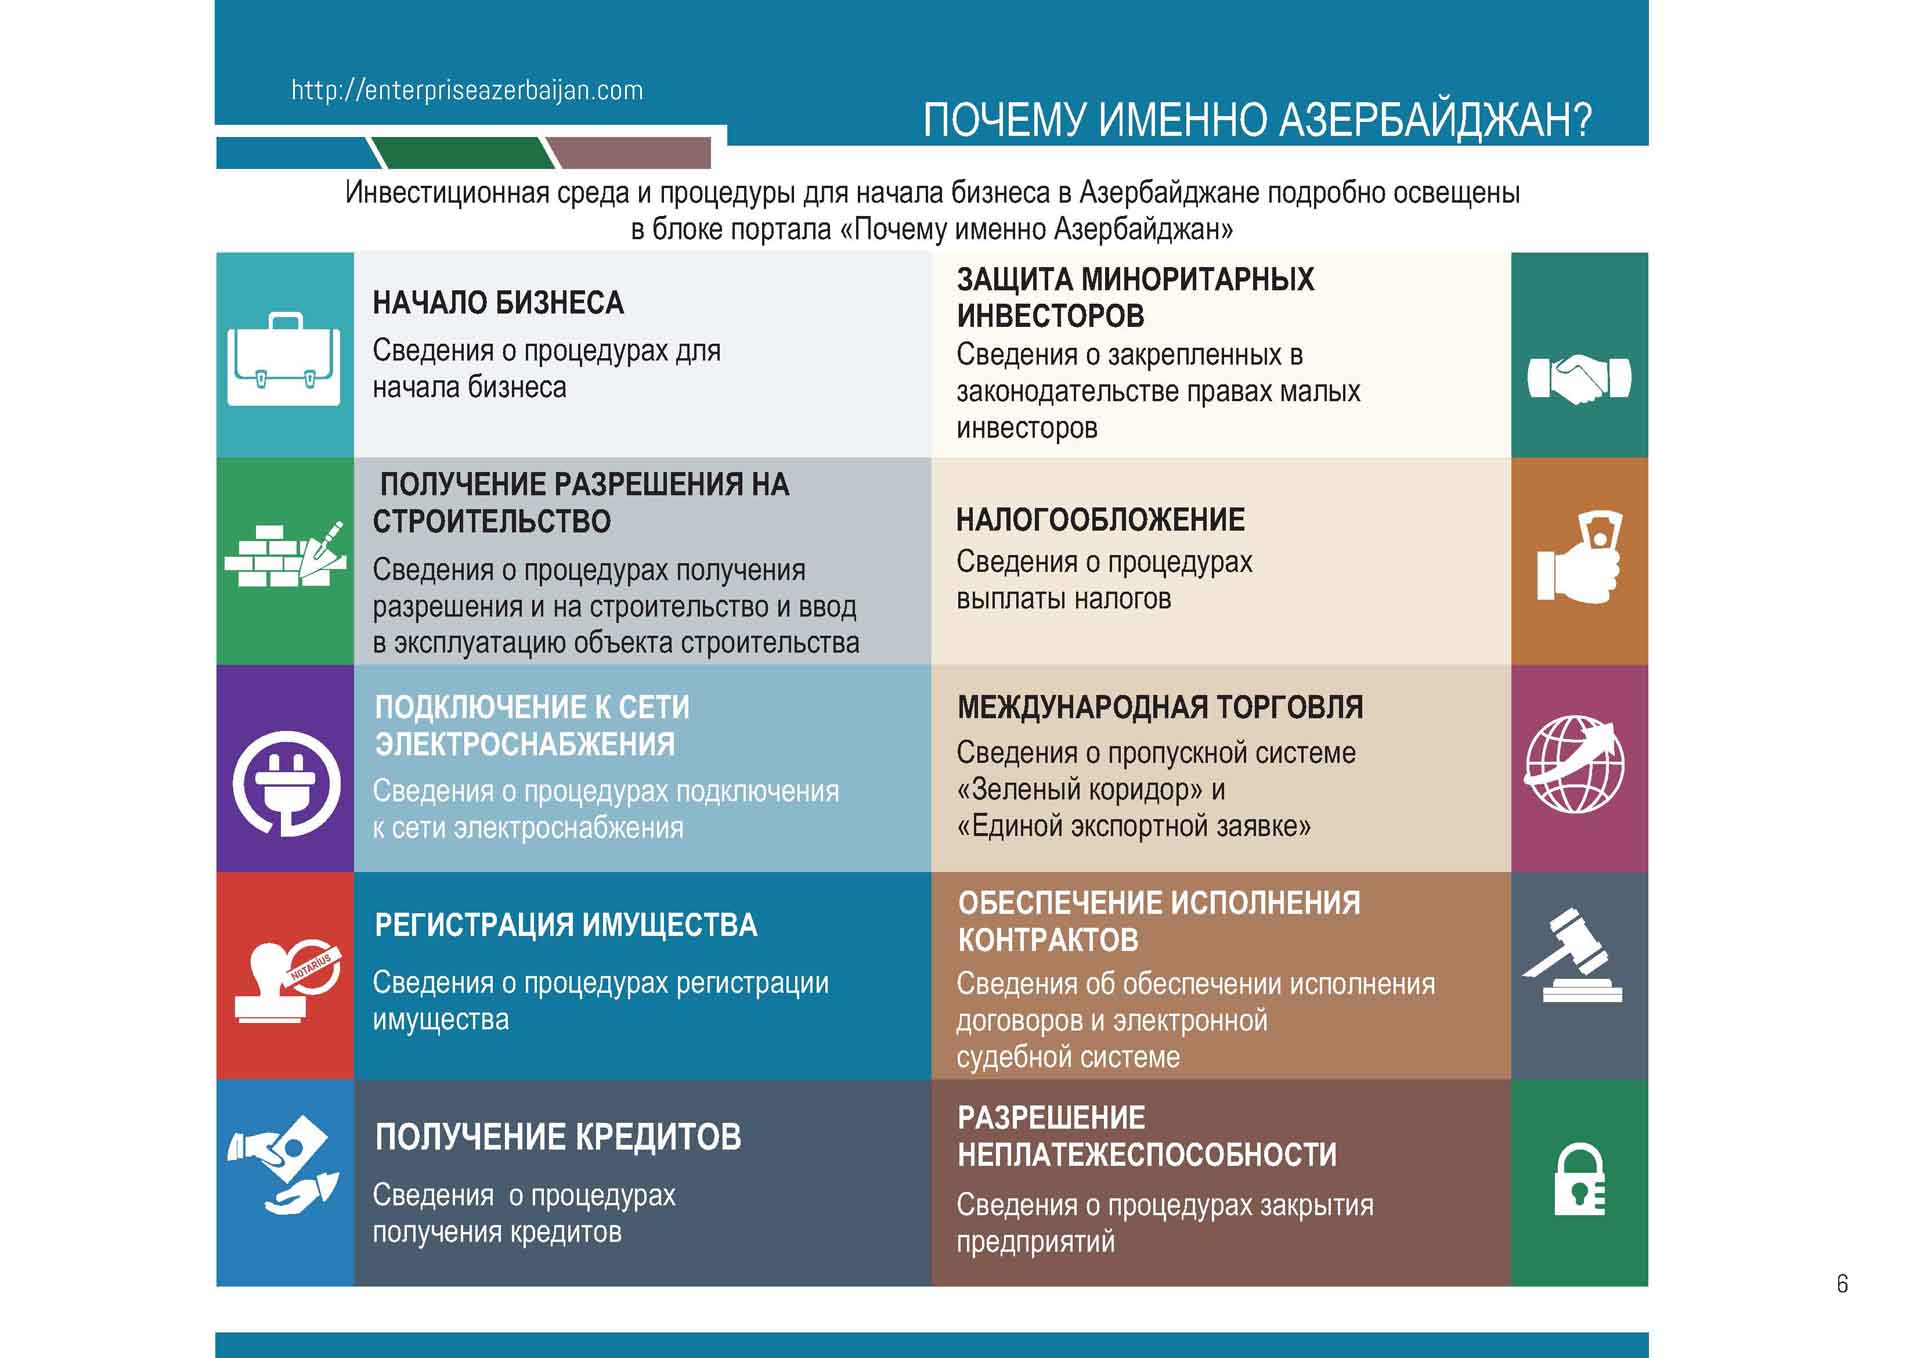 http://enterpriseazerbaijan.com
ПОЧЕМУ ИМЕННО АЗЕРБАЙДЖАН?
Инвестиционная среда и процедуры для начала бизнеса в Азербайджане подробно освещены
в блоке портала «Почему именно Азербайджан»
НАЧАЛО БИЗНЕСА
Сведения о процедурах для
начала бизнеса
ПОЛУЧЕНИЕ РАЗРЕШЕНИЯ НА
СТРОИТЕЛЬСТВО
Сведения о процедурах получения
разрешения и на строительство и ввод
в эксплуатацию объекта строительства
ПОДКЛЮЧЕНИЕ К СЕТИ
ЭЛЕКТРОСНАБЖЕНИЯ
Сведения о процедурах подключения
к сети электроснабжения
NOTARIUS
РЕГИСТРАЦИЯ ИМУЩЕСТВА
Сведения о процедурах регистрации
имущества
ПОЛУЧЕНИЕ КРЕДИТОВ
Сведения о процедурах
получения кредитов
ЗАЩИТА МИНОРИТАРНЫХ
ИНВЕСТОРОВ
Сведения о закрепленных в
законодательстве правах малых
инвесторов
НАЛОГООБЛОЖЕНИЕ
Сведения о процедурах
выплаты налогов
МЕЖДУНАРОДНАЯ ТОРГОВЛЯ
Сведения о пропускной системе
«Зеленый коридор» и
«Единой экспортной заявке»
ОБЕСПЕЧЕНИЕ ИСПОЛНЕНИЯ
КОНТРАКТОВ
Сведения об обеспечении исполнения
договоров и электронной
судебной системе
РАЗРЕШЕНИЕ
НЕПЛАТЕЖЕСПОСОБНОСТИ
Сведения о процедурах закрытия
предприятий
6